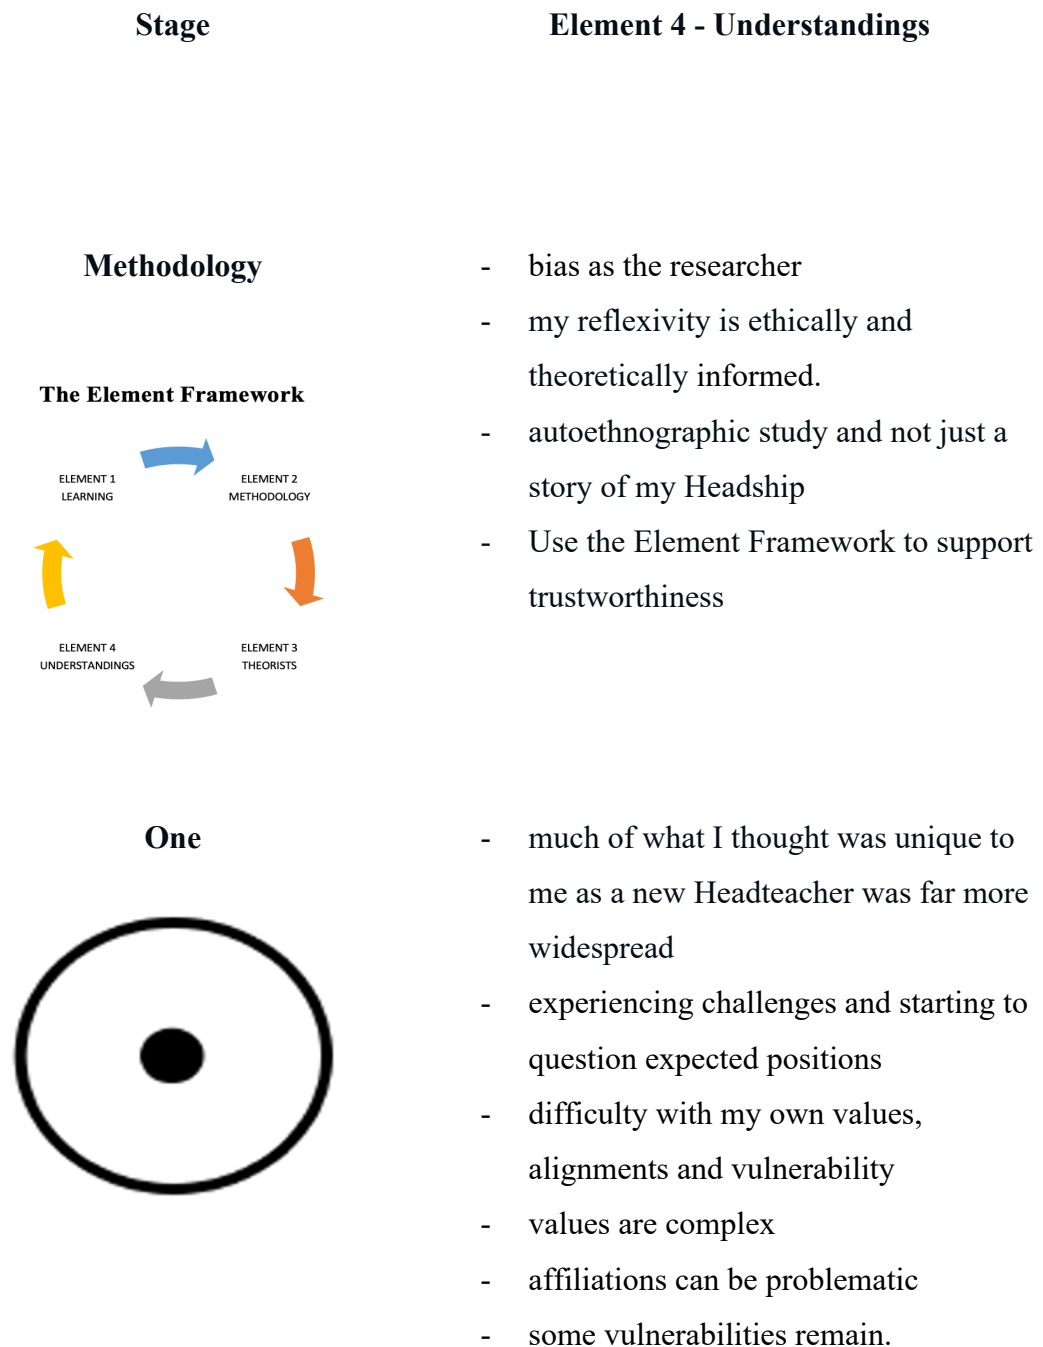 Stage
Element 4 - Understandings
Methodology
The Element Framework
ELEMENT 1
LEARNING
ELEMENT 2
METHODOLOGY
ELEMENT 4
UNDERSTANDINGS
ELEMENT 3
THEORISTS
- bias as the researcher
- my reflexivity is ethically and
theoretically informed.
- autoethnographic study and not just a
story of my Headship
- Use the Element Framework to support
trustworthiness
One
- much of what I thought was unique to
me as a new Headteacher was far more
widespread
- experiencing challenges and starting to
question expected positions
- difficulty with my own values,
alignments and vulnerability
- values are complex
- affiliations can be problematic
- some vulnerabilities remain.